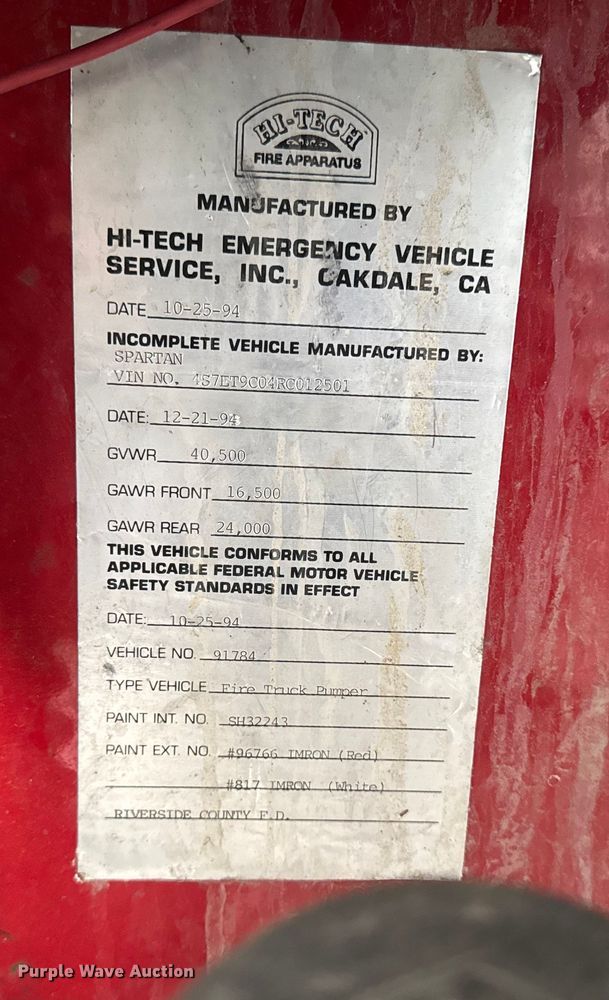 HI-TECH
FIRE APPARATUS
MANUFACTURED BY
HI-TECH EMERGENCY VEHICLE
SERVICE, INC., OAKDALE, CA
DATE 10-25-94
INCOMPLETE VEHICLE MANUFACTURED BY:
SPARTAN
VIN NO. 4S7ET9C04RC012501
DATE: 12-21-94
GVWR 40,500
GAWR FRONT 16,500
GAWR REAR 24,000
THIS VEHICLE CONFORMS TO ALL
APPLICABLE FEDERAL MOTOR VEHICLE
SAFETY STANDARDS IN EFFECT
DATE: 10-25-94
VEHICLE NO. 91784
TYPE VEHICLE Fire Truck Pumper
PAINT INT. NO. SH32243
PAINT EXT. NO. #96766 IMRON (Red)
#817 IMRON (White)
RIVERSIDE COUNTY F.D.
Purple Wave Auction